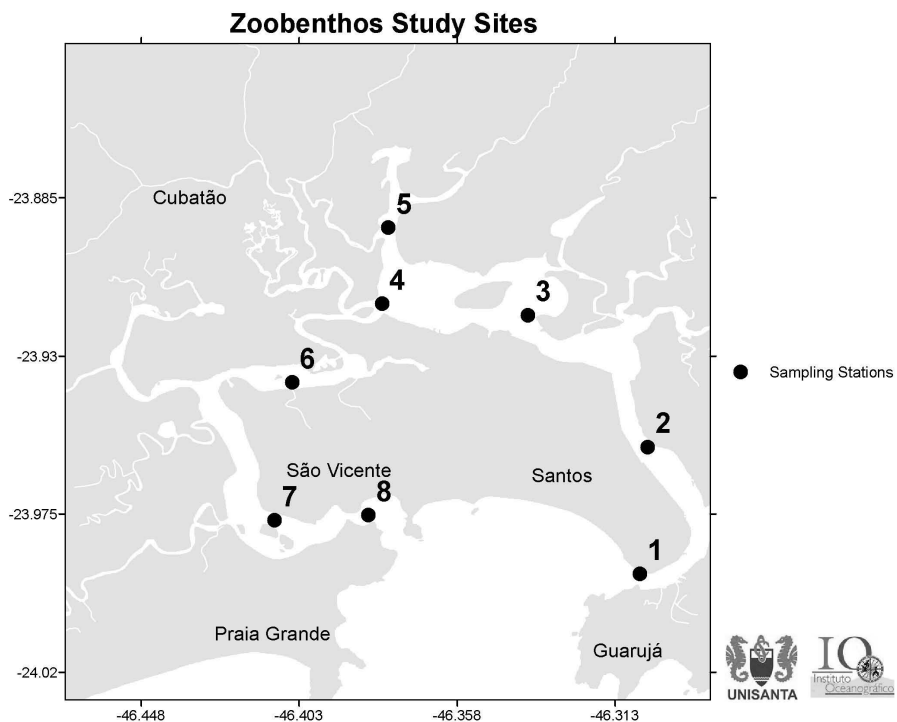 Zoobenthos Study Sites
-23.885
-23.93
-23.975
-24.02
-46.448
-46.403
-46.358
-46.313
Cubatão
5
4
3
6
2
São Vicente
Santos
7
8
1
Praia Grande
Guarujá
Sampling Stations
UNISANTA
IO
Instituto
Oceanográfico